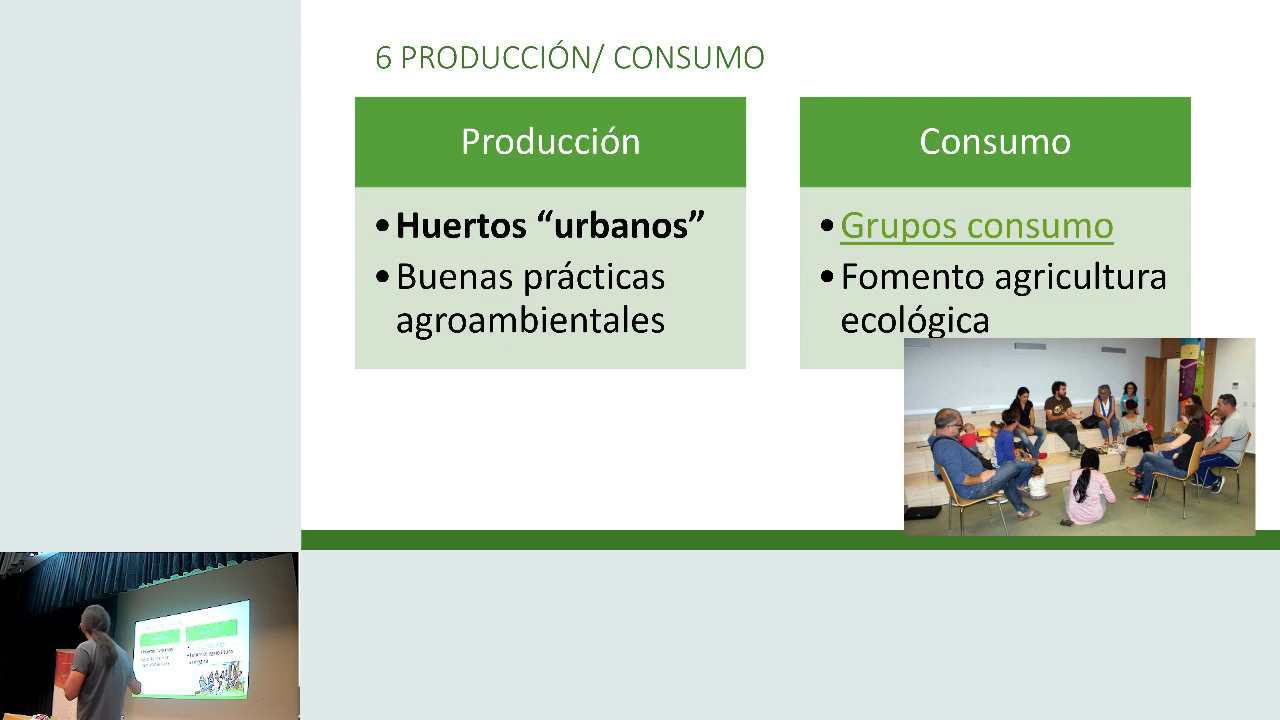 6 PRODUCCIÓN/ CONSUMO
Producción
•Huertos “urbanos”
•Buenas prácticas
agroambientales
Consumo
•Grupos consumo
•Fomento agricultura
ecológica